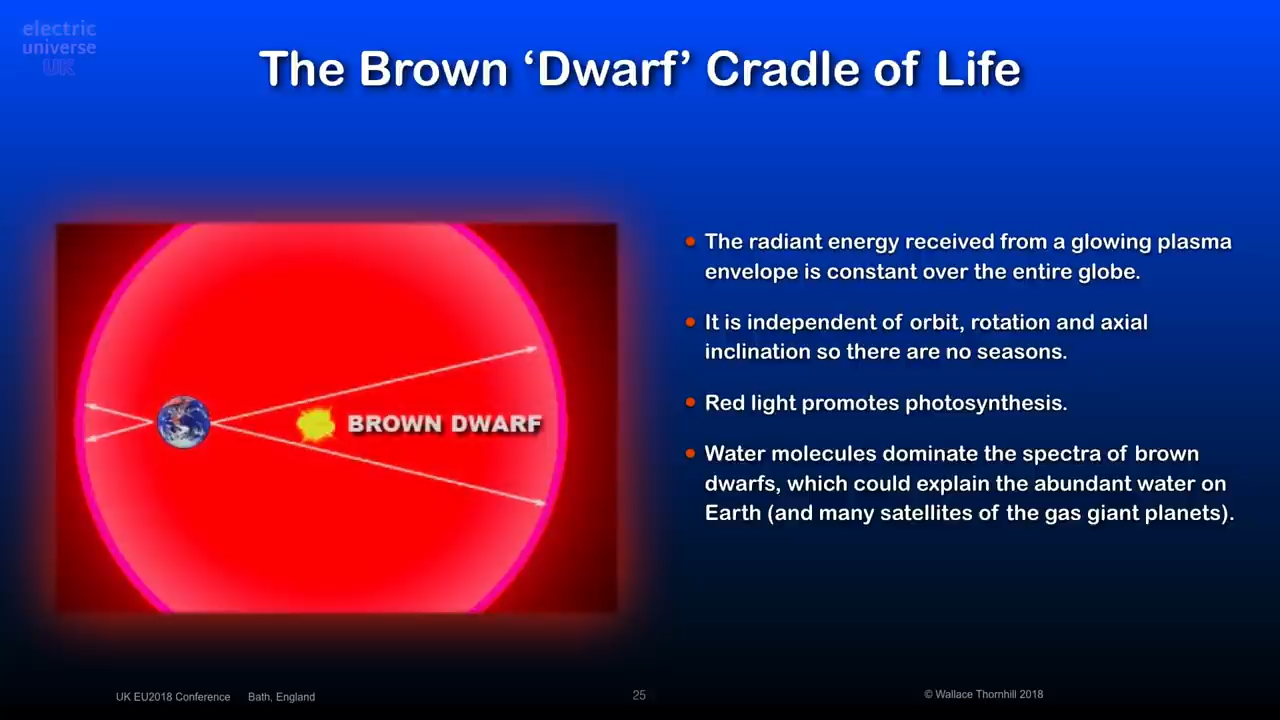 electric
universe
UK
The Brown ‘Dwarf’ Cradle of Life
BROWN DWARF
• The radiant energy received from a glowing plasma
envelope is constant over the entire globe.
• It is independent of orbit, rotation and axial
inclination so there are no seasons.
• Red light promotes photosynthesis.
• Water molecules dominate the spectra of brown
dwarfs, which could explain the abundant water on
Earth (and many satellites of the gas giant planets).
UK EU2018 Conference Bath, England
25
© Wallace Thornhill 2018